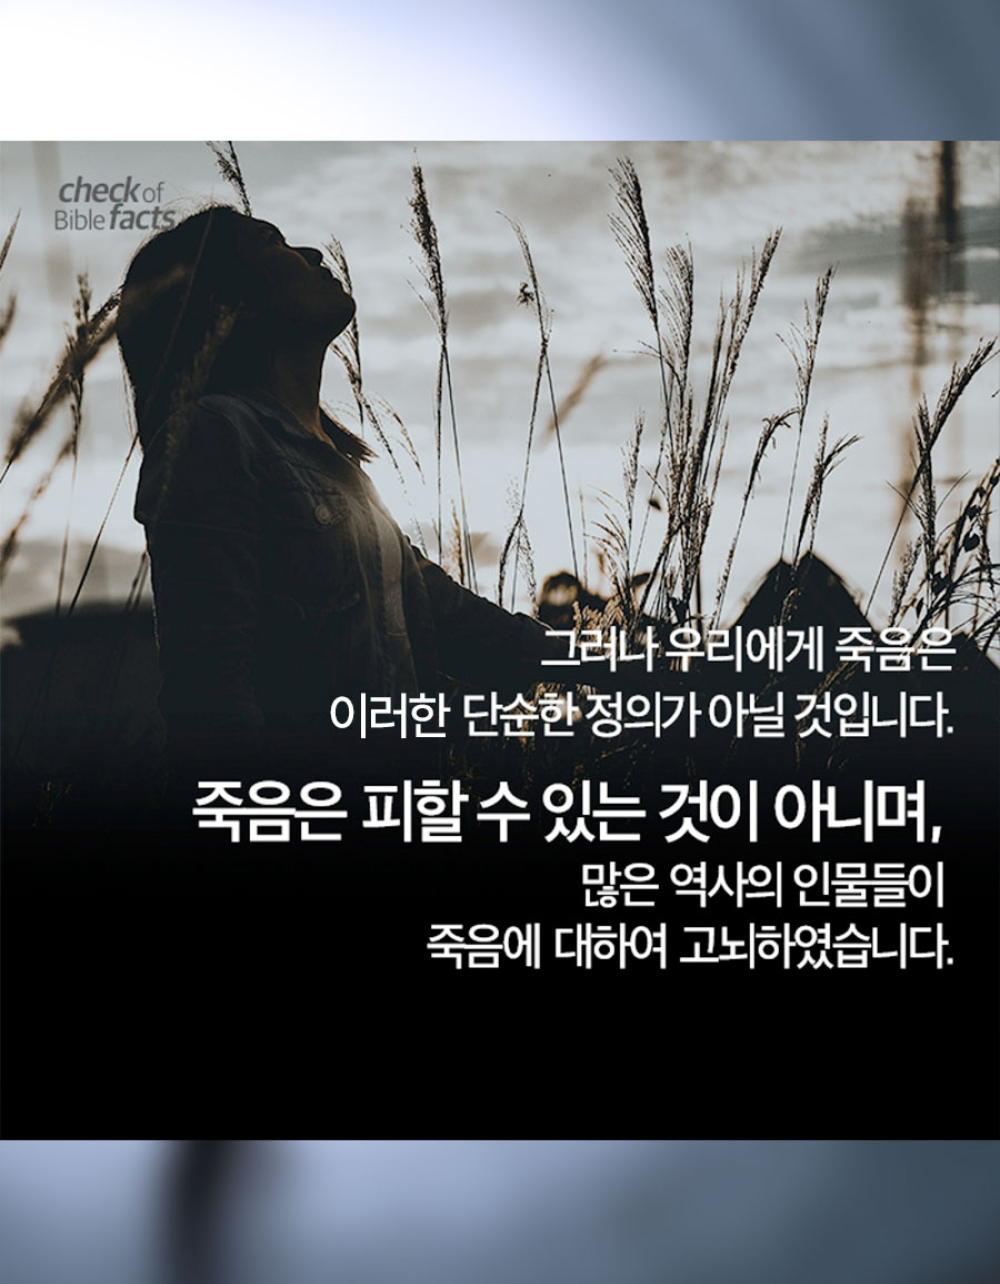 check of
Bible facts
그러나 우리에게 죽음은
이러한 단순한 정의가 아닐 것입니다.
죽음은 피할 수 있는 것이 아니며,
많은 역사의 인물들이
죽음에 대하여 고뇌하였습니다.